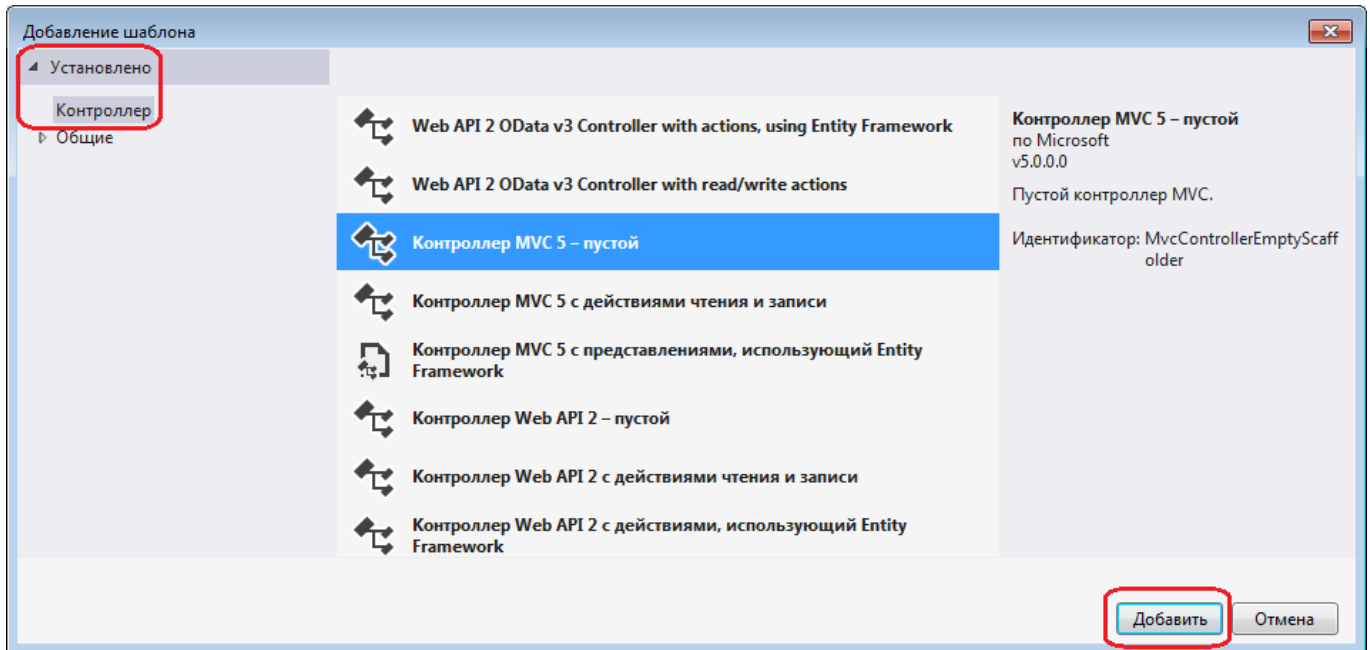 Добавление шаблона
Установлено
Контроллер
Общие
Web API 2 OData v3 Controller with actions, using Entity Framework
Web API 2 OData v3 Controller with read/write actions
Контроллер MVC 5 – пустой
Контроллер MVC 5 с действиями чтения и записи
Контроллер MVC 5 с представлениями, использующий Entity
Framework
Контроллер Web API 2 – пустой
Контроллер Web API 2 с действиями чтения и записи
Контроллер Web API 2 с действиями, использующий Entity
Framework
Контроллер MVC 5 – пустой
по Microsoft
v5.0.0.0
Пустой контроллер MVC.
Идентификатор: MvcControllerEmptyScaff
older
Добавить
Отмена